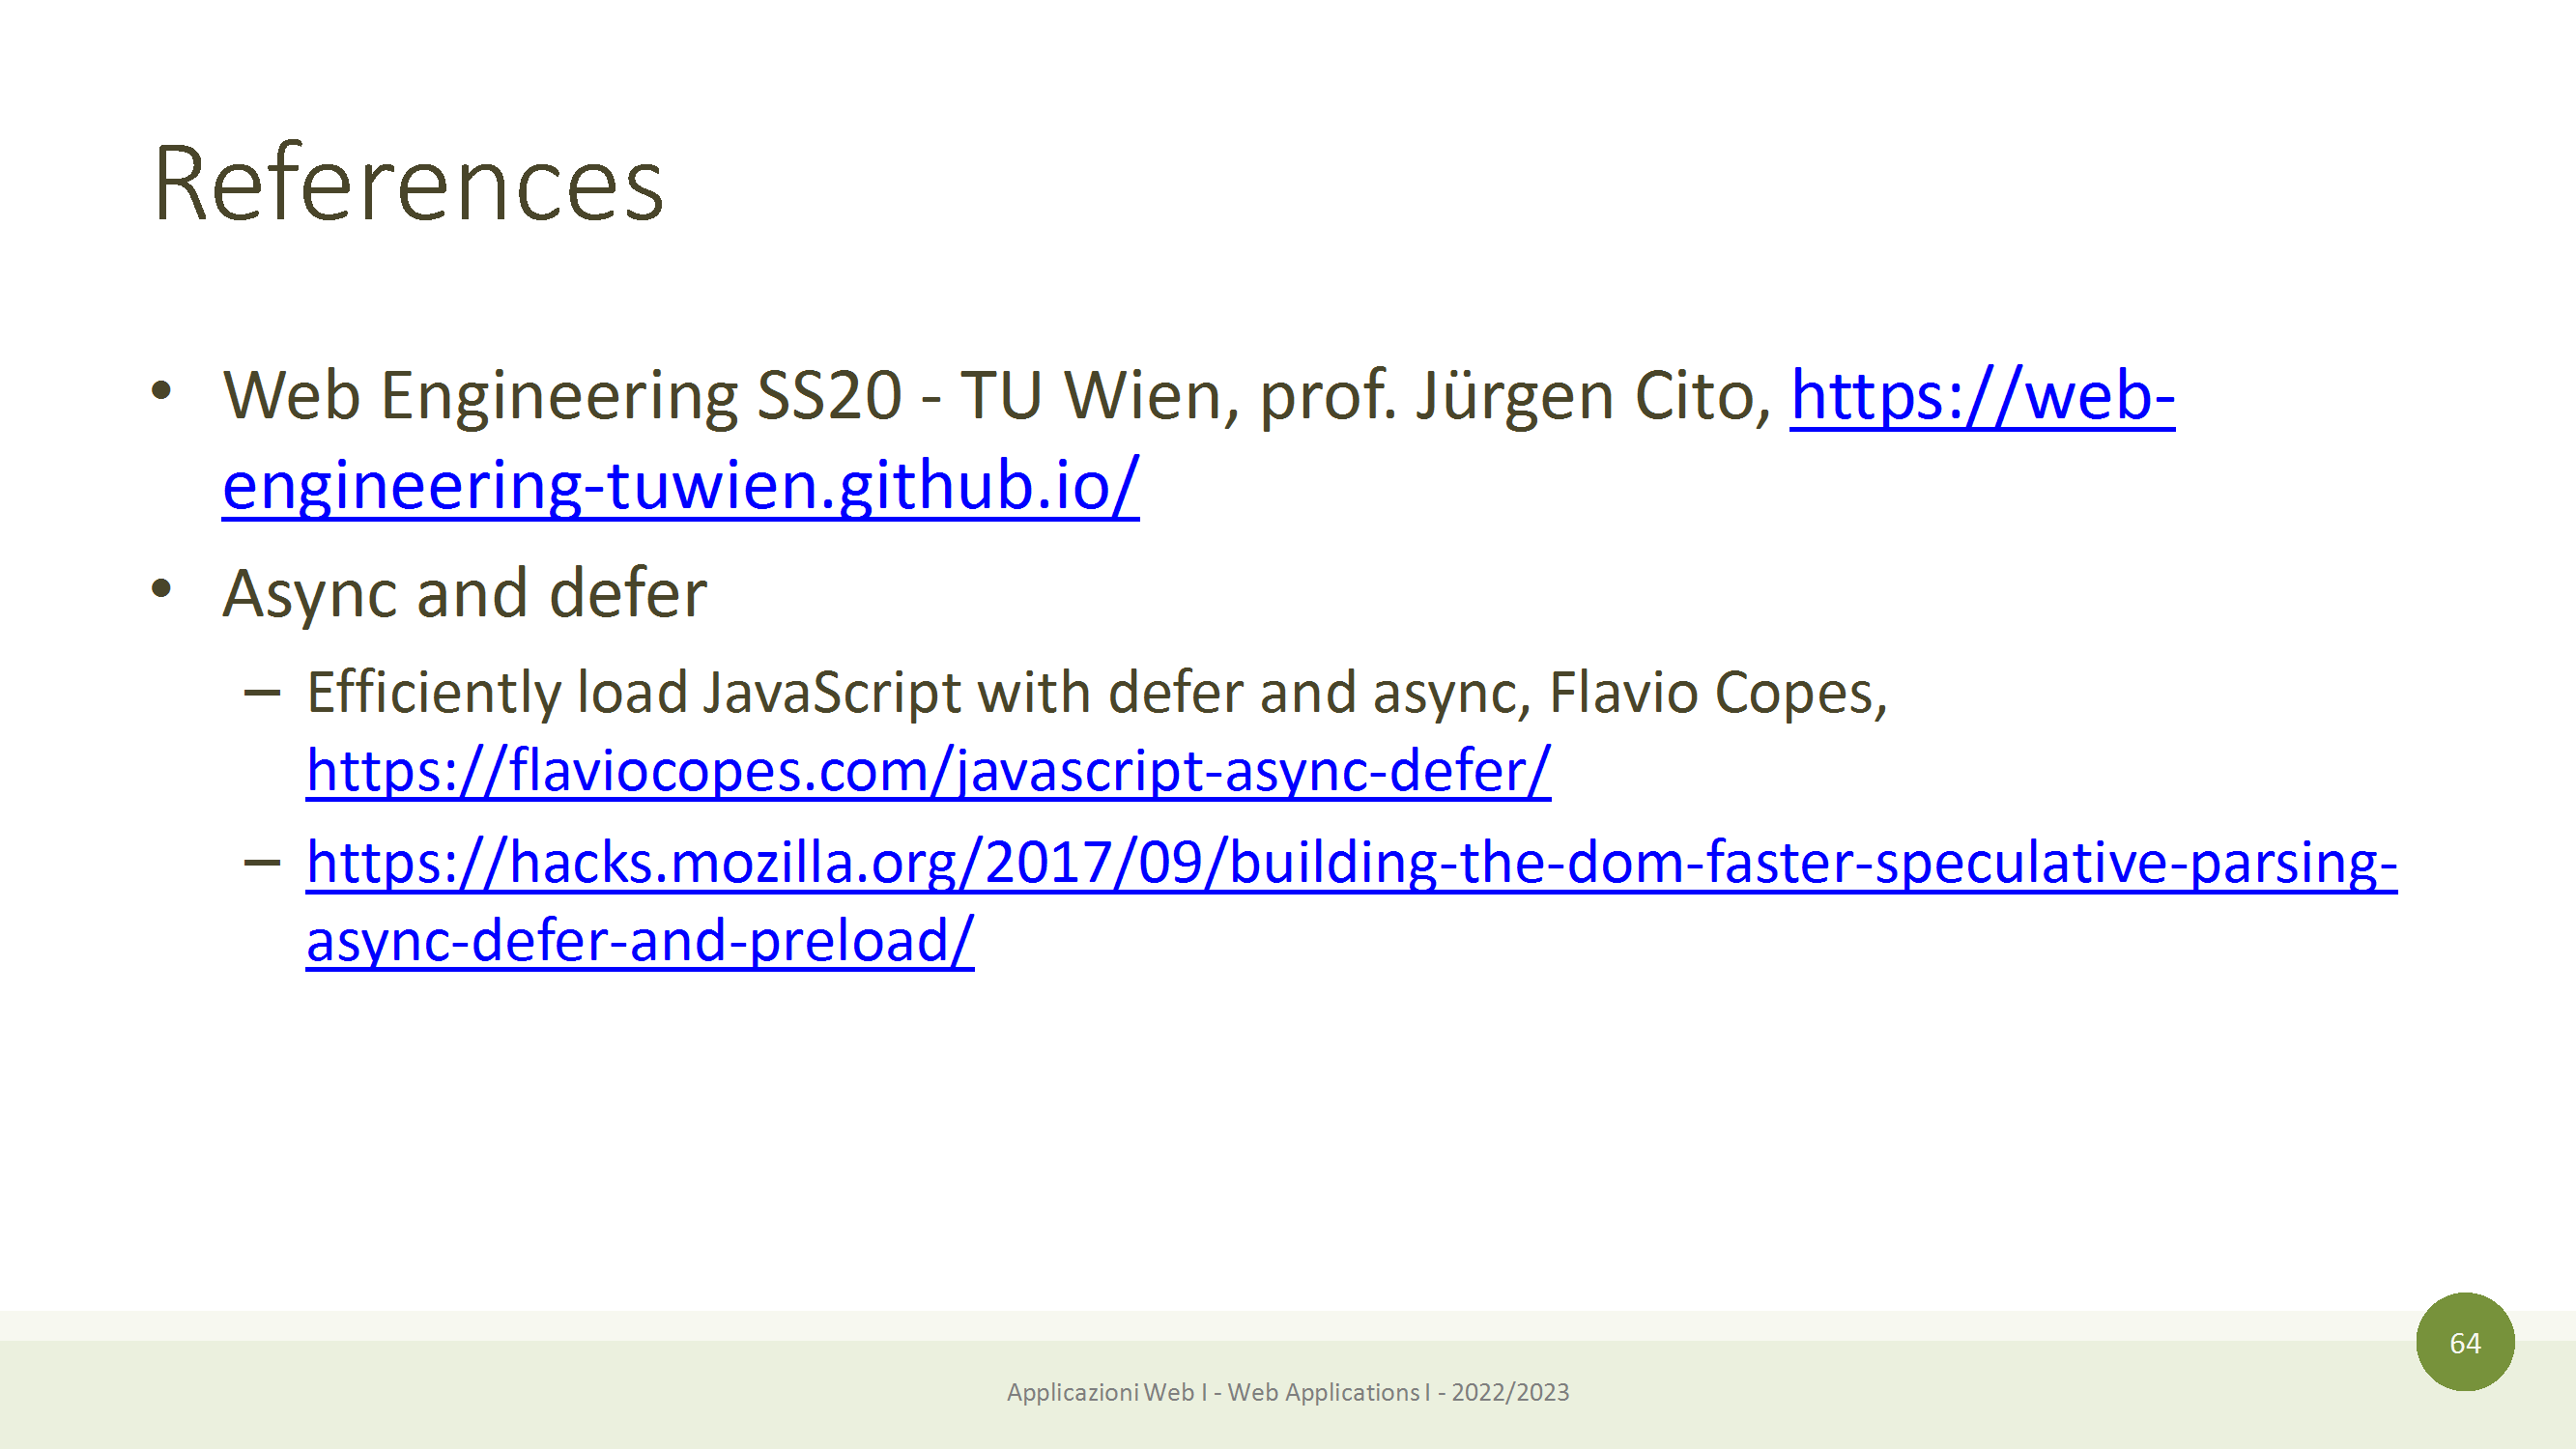 References
• Web Engineering SS20 - TU Wien, prof. Jürgen Cito, https://web-
engineering-tuwien.github.io/
• Async and defer
– Efficiently load JavaScript with defer and async, Flavio Copes,
https://flaviocopes.com/javascript-async-defer/
– https://hacks.mozilla.org/2017/09/building-the-dom-faster-speculative-parsing-
async-defer-and-preload/
64
Applicazioni Web I - Web Applications I - 2022/2023